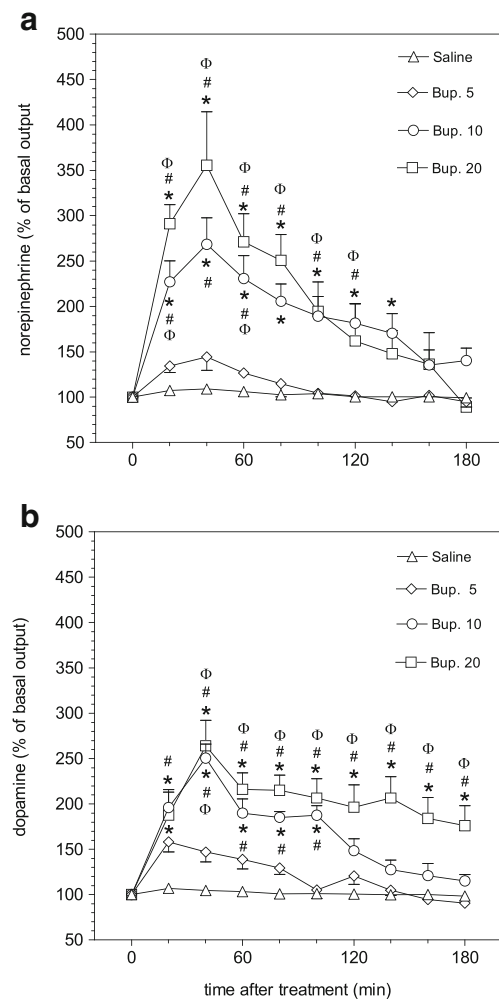 a
500
450
400
350
300
250
200
150
100
50
norepinephrine (% of basal output)
Saline
Bup. 5
Bup. 10
Bup. 20
Φ
#
*
Φ
#
*
Φ
#
*
Φ
#
*
Φ
#
*
Φ
#
*
*
*
#
Φ
*
#
*
#
Φ
*
0
60
120
180
b
500
450
400
350
300
250
200
150
100
50
dopamine (% of basal output)
Saline
Bup. 5
Bup. 10
Bup. 20
#
*
Φ
#
*
Φ
#
*
Φ
#
*
Φ
#
*
Φ
#
*
Φ
#
*
Φ
*
Φ
#
*
*
*
#
Φ
*
#
*
#
*
#
0
60
120
180
time after treatment (min)